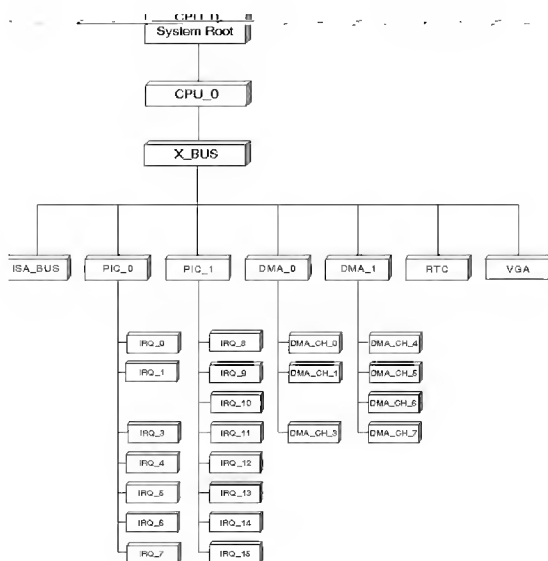 CPU_0
System Root
CPU_0
X_BUS
ISA_BUS PIC_0 PIC_1 DMA_0 DMA_1 RTC VGA
IRQ_0 IRQ_8 DMA_CH_0 DMA_CH_4
IRQ_1 IRQ_9 DMA_CH_1 DMA_CH_5
IRQ_10 DMA_CH_6
IRQ_3 IRQ_11 DMA_CH_3 DMA_CH_7
IRQ_4 IRQ_12
IRQ_5 IRQ_13
IRQ_6 IRQ_14
IRQ_7 IRQ_15